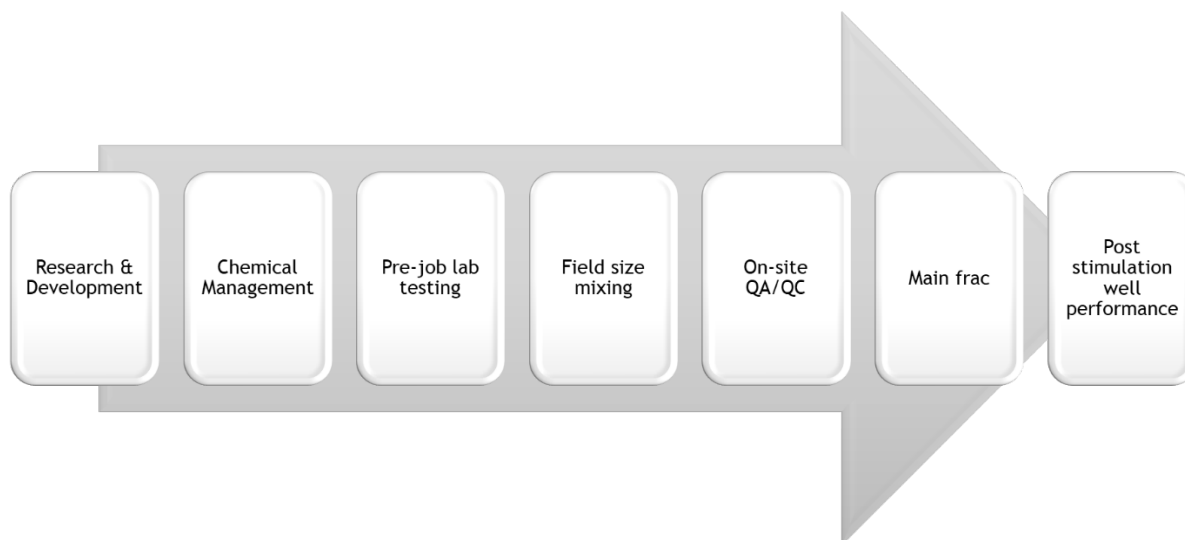 Research &
Development
Chemical
Management
Pre-job lab
testing
Field size
mixing
On-site
QA/QC
Main frac
Post
stimulation
well
performance